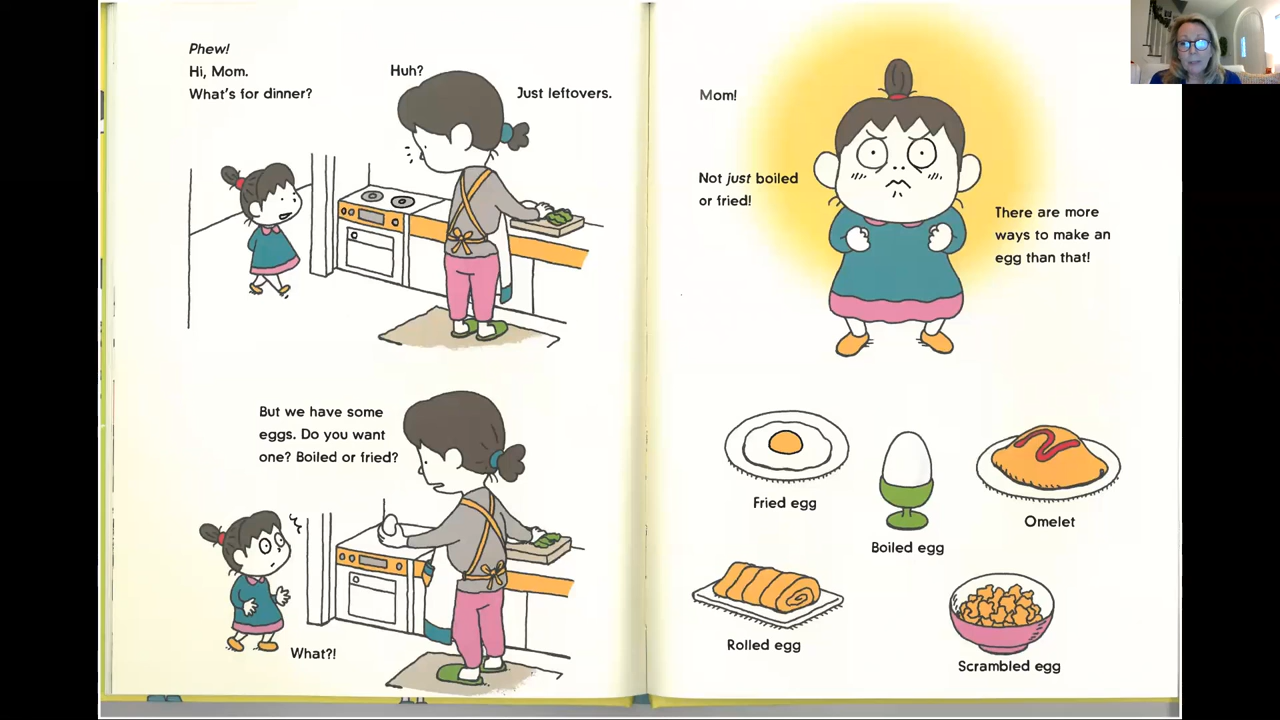 Phew!
Hi, Mom.
What's for dinner?
Huh?
Just leftovers.
But we have some
eggs. Do you want
one? Boiled or fried?
What?!
Mom!
Not just boiled
or fried!
There are more
ways to make an
egg than that!
Fried egg
Boiled egg
Omelet
Rolled egg
Scrambled egg